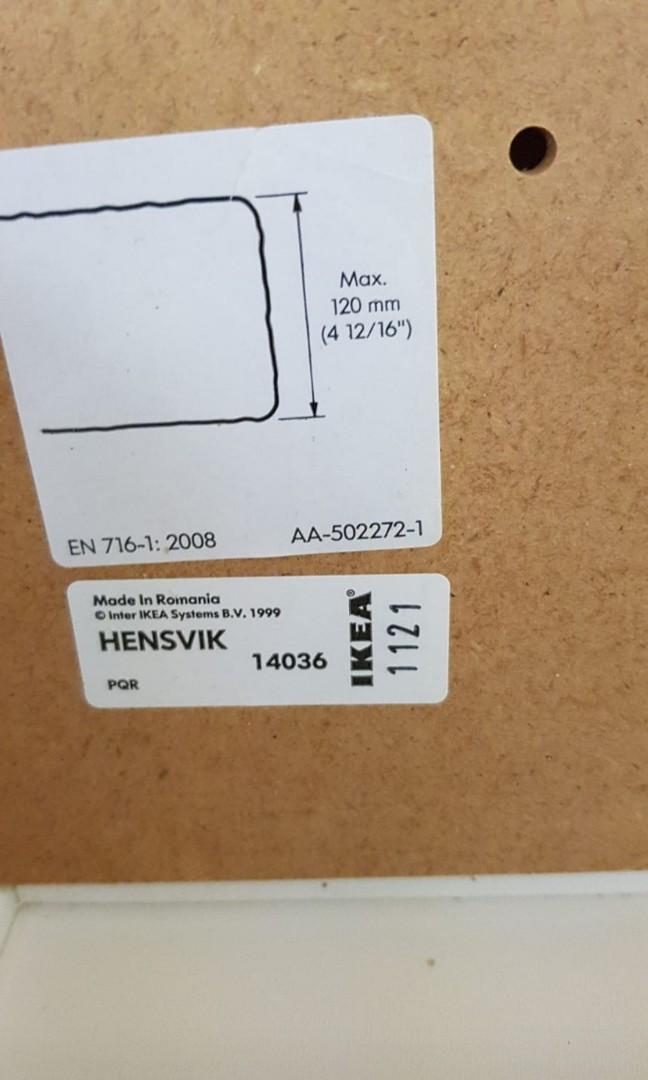 Max.
120 mm
(4 12/16")
EN 716-1: 2008
AA-502272-1
Made In Romania
© Inter IKEA Systems B.V. 1999
HENSVIK
14036
PQR
IKEA®
1121